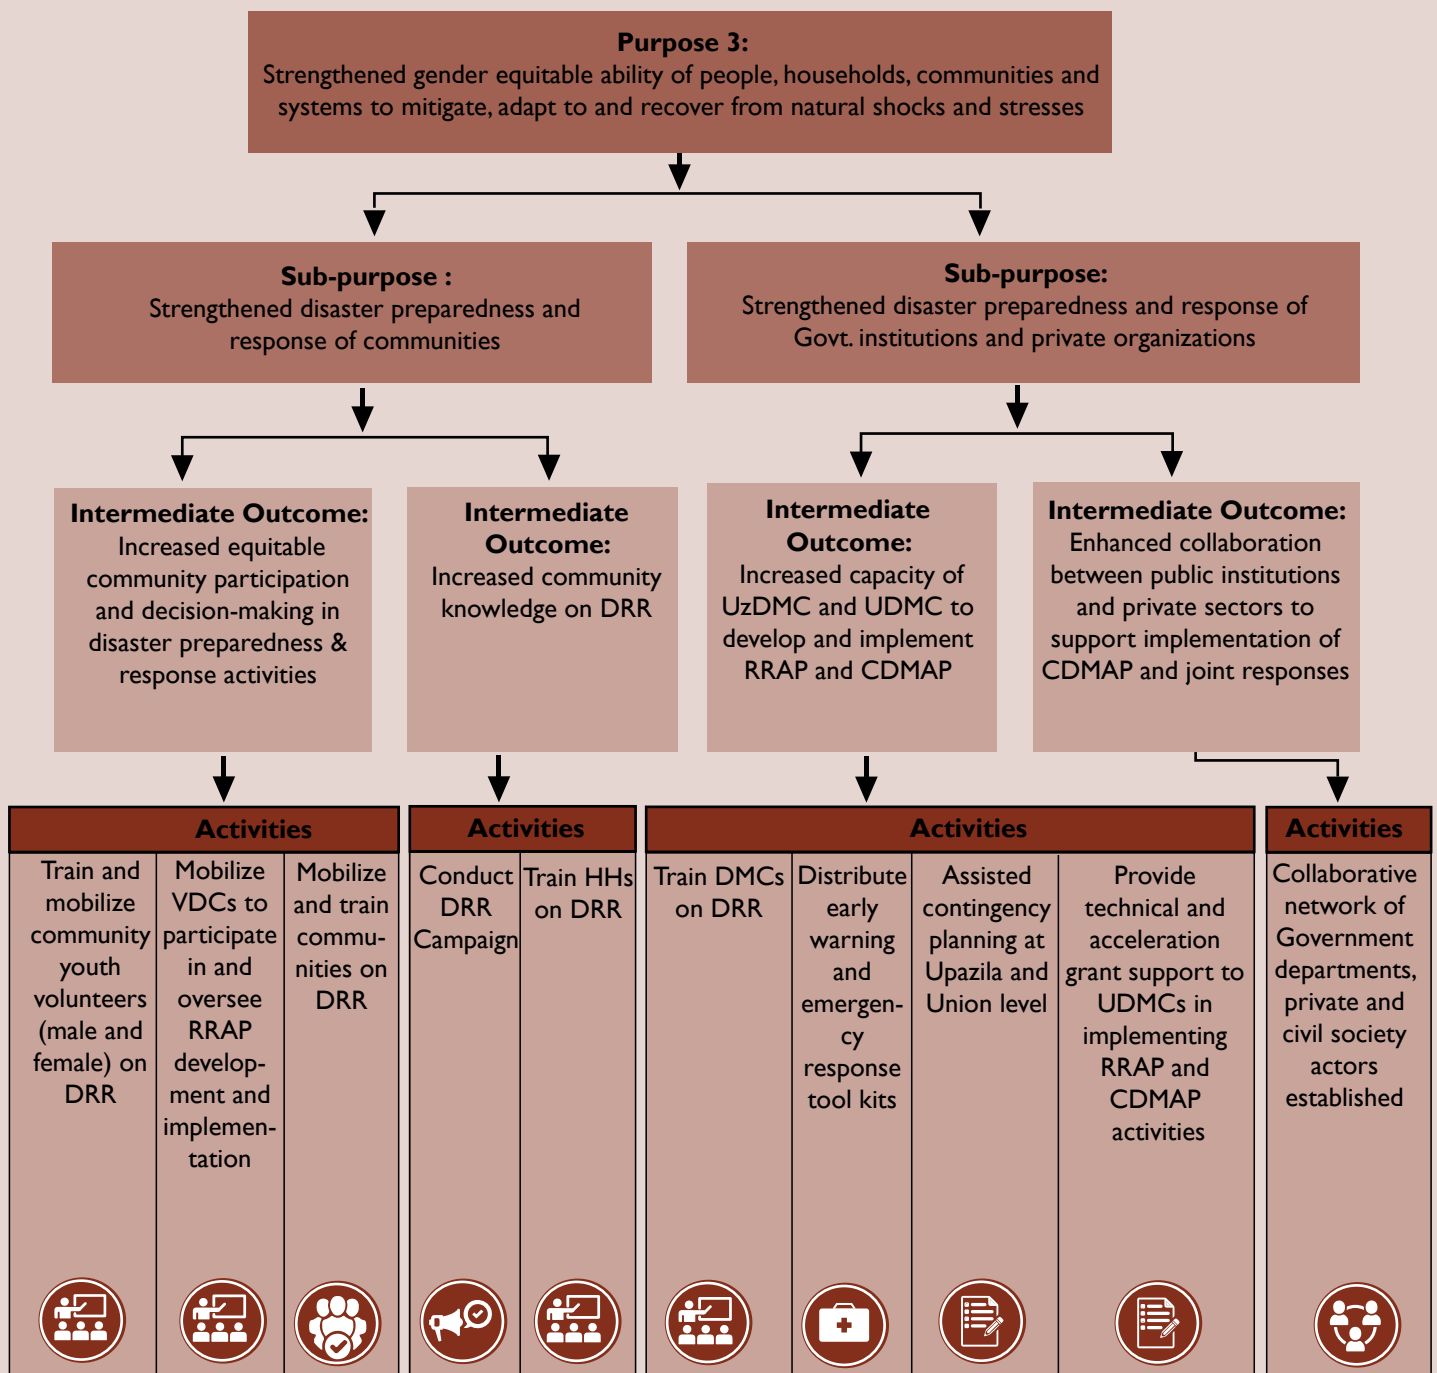 Purpose 3:
Strengthened gender equitable ability of people, households, communities and
systems to mitigate, adapt to and recover from natural shocks and stresses
Sub-purpose :
Strengthened disaster preparedness and
response of communities
Sub-purpose:
Strengthened disaster preparedness and response of
Govt. institutions and private organizations
Intermediate Outcome:
Increased equitable
community participation
and decision-making in
disaster preparedness &
response activities
Intermediate
Outcome:
Increased community
knowledge on DRR
Intermediate
Outcome:
Increased capacity of
UzDMC and UDMC to
develop and implement
RRAP and CDMAP
Intermediate Outcome:
Enhanced collaboration
between public institutions
and private sectors to
support implementation of
CDMAP and joint responses
Activities
Train and
mobilize
community
youth
volunteers
(male and
female) on
DRR
Mobilize
VDCs to
participate
in and
oversee
RRAP
develop-
ment and
implemen-
tation
Mobilize
and train
commu-
nities on
DRR
Activities
Conduct
DRR
Campaign
Train HHs
on DRR
Activities
Train DMCs
on DRR
Distribute
early
warning
and
emergen-
cy
response
tool kits
Assisted
contingency
planning at
Upazila and
Union level
Provide
technical and
acceleration
grant support to
UDMCs in
implementing
RRAP and
CDMAP
activities
Activities
Collaborative
network of
Government
departments,
private and
civil society
actors
established